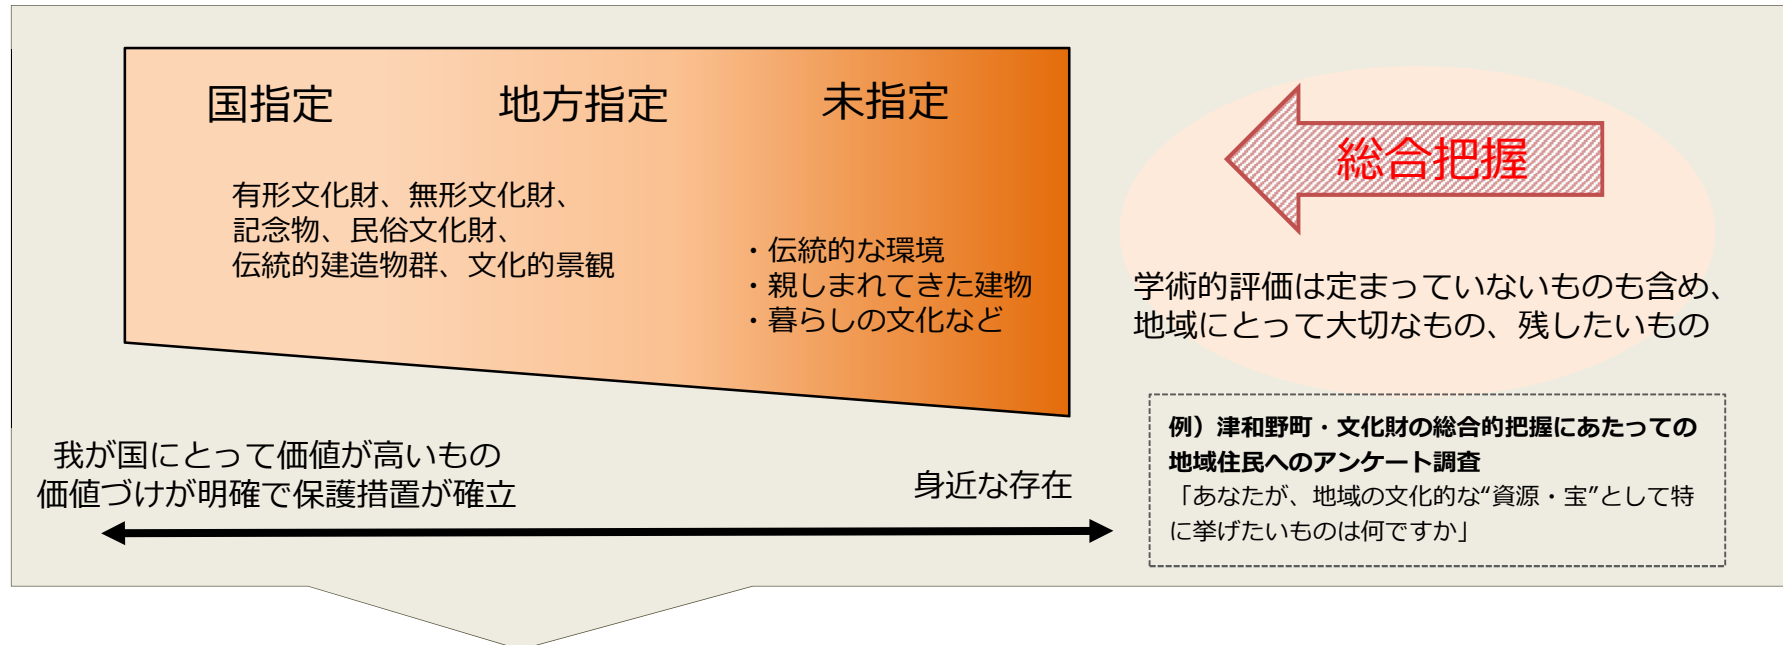 国指定
地方指定
未指定
有形文化財、無形文化財、
記念物、民俗文化財、
伝統的建造物群、文化的景観
・伝統的な環境
・親しまれてきた建物
・暮らしの文化など
総合把握
学術的評価は定まっていないものも含め、
地域にとって大切なもの、残したいもの
我が国にとって価値が高いもの
価値づけが明確で保護措置が確立
身近な存在
例）津和野町・文化財の総合的把握にあたっての
地域住民へのアンケート調査
「あなたが、地域の文化的な“資源・宝”として特
に挙げたいものは何ですか」